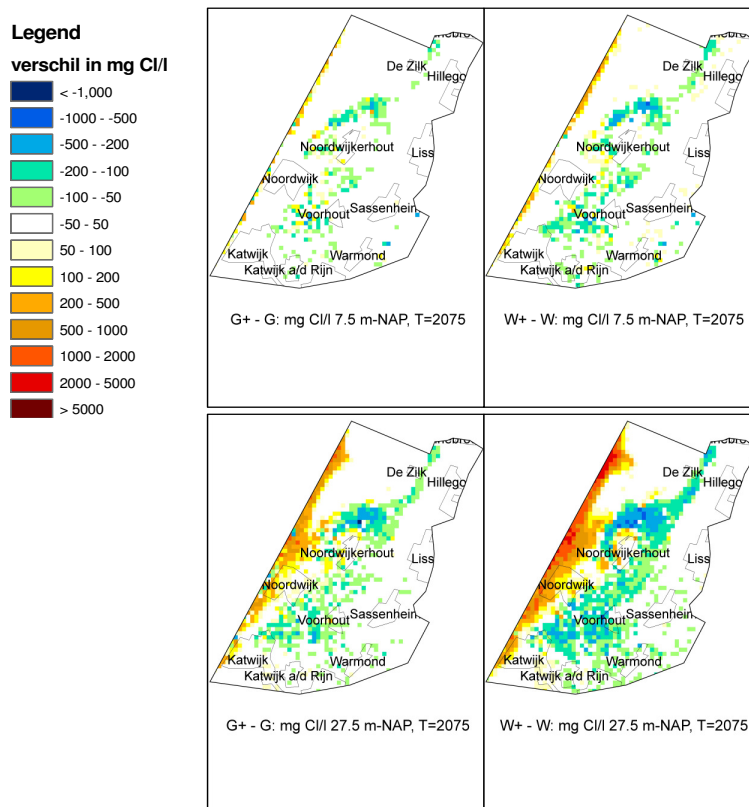 Legend
verschil in mg Cl/l
< -1,000
-1000 - -500
-500 - -200
-200 - -100
-100 - -50
-50 - 50
50 - 100
100 - 200
200 - 500
500 - 1000
1000 - 2000
2000 - 5000
> 5000
De Zilk
Hillego
Noordwijkerhout
Liss
Noordwijk
Sassenhein
Voorhout
Katwijk
Warmond
Katwijk a/d Rijn
G+ - G: mg Cl/l 7.5 m-NAP, T=2075
De Zilk
Hillego
Noordwijkerhout
Liss
Noordwijk
Sassenhein
Voorhout
Katwijk
Warmond
Katwijk a/d Rijn
W+ - W: mg Cl/l 7.5 m-NAP, T=2075
De Zilk
Hillego
Noordwijkerhout
Liss
Noordwijk
Sassenhein
Voorhout
Katwijk
Warmond
Katwijk a/d Rijn
G+ - G: mg Cl/l 27.5 m-NAP, T=2075
De Zilk
Hillego
Noordwijkerhout
Liss
Noordwijk
Sassenhein
Voorhout
Katwijk
Warmond
Katwijk a/d Rijn
W+ - W: mg Cl/l 27.5 m-NAP, T=2075